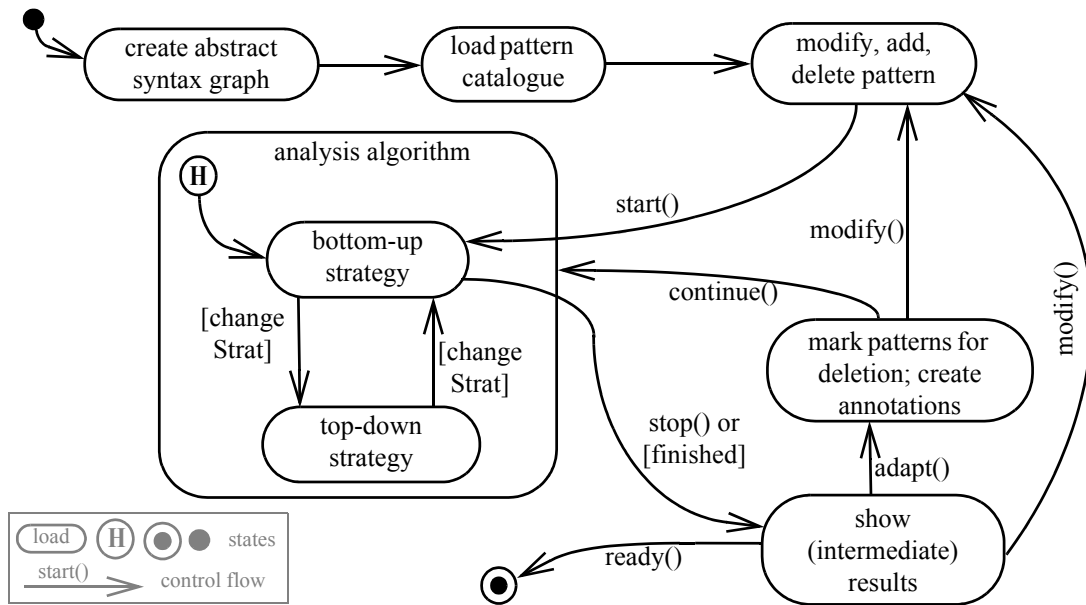 create abstract
syntax graph
load pattern
catalogue
modify, add,
delete pattern
analysis algorithm
H
start()
bottom-up
strategy
modify()
modify()
continue()
[change
Strat]
[change
Strat]
mark patterns for
deletion; create
annotations
top-down
strategy
stop() or
[finished]
adapt()
show
(intermediate)
results
ready()
load
H
states
start()
control flow